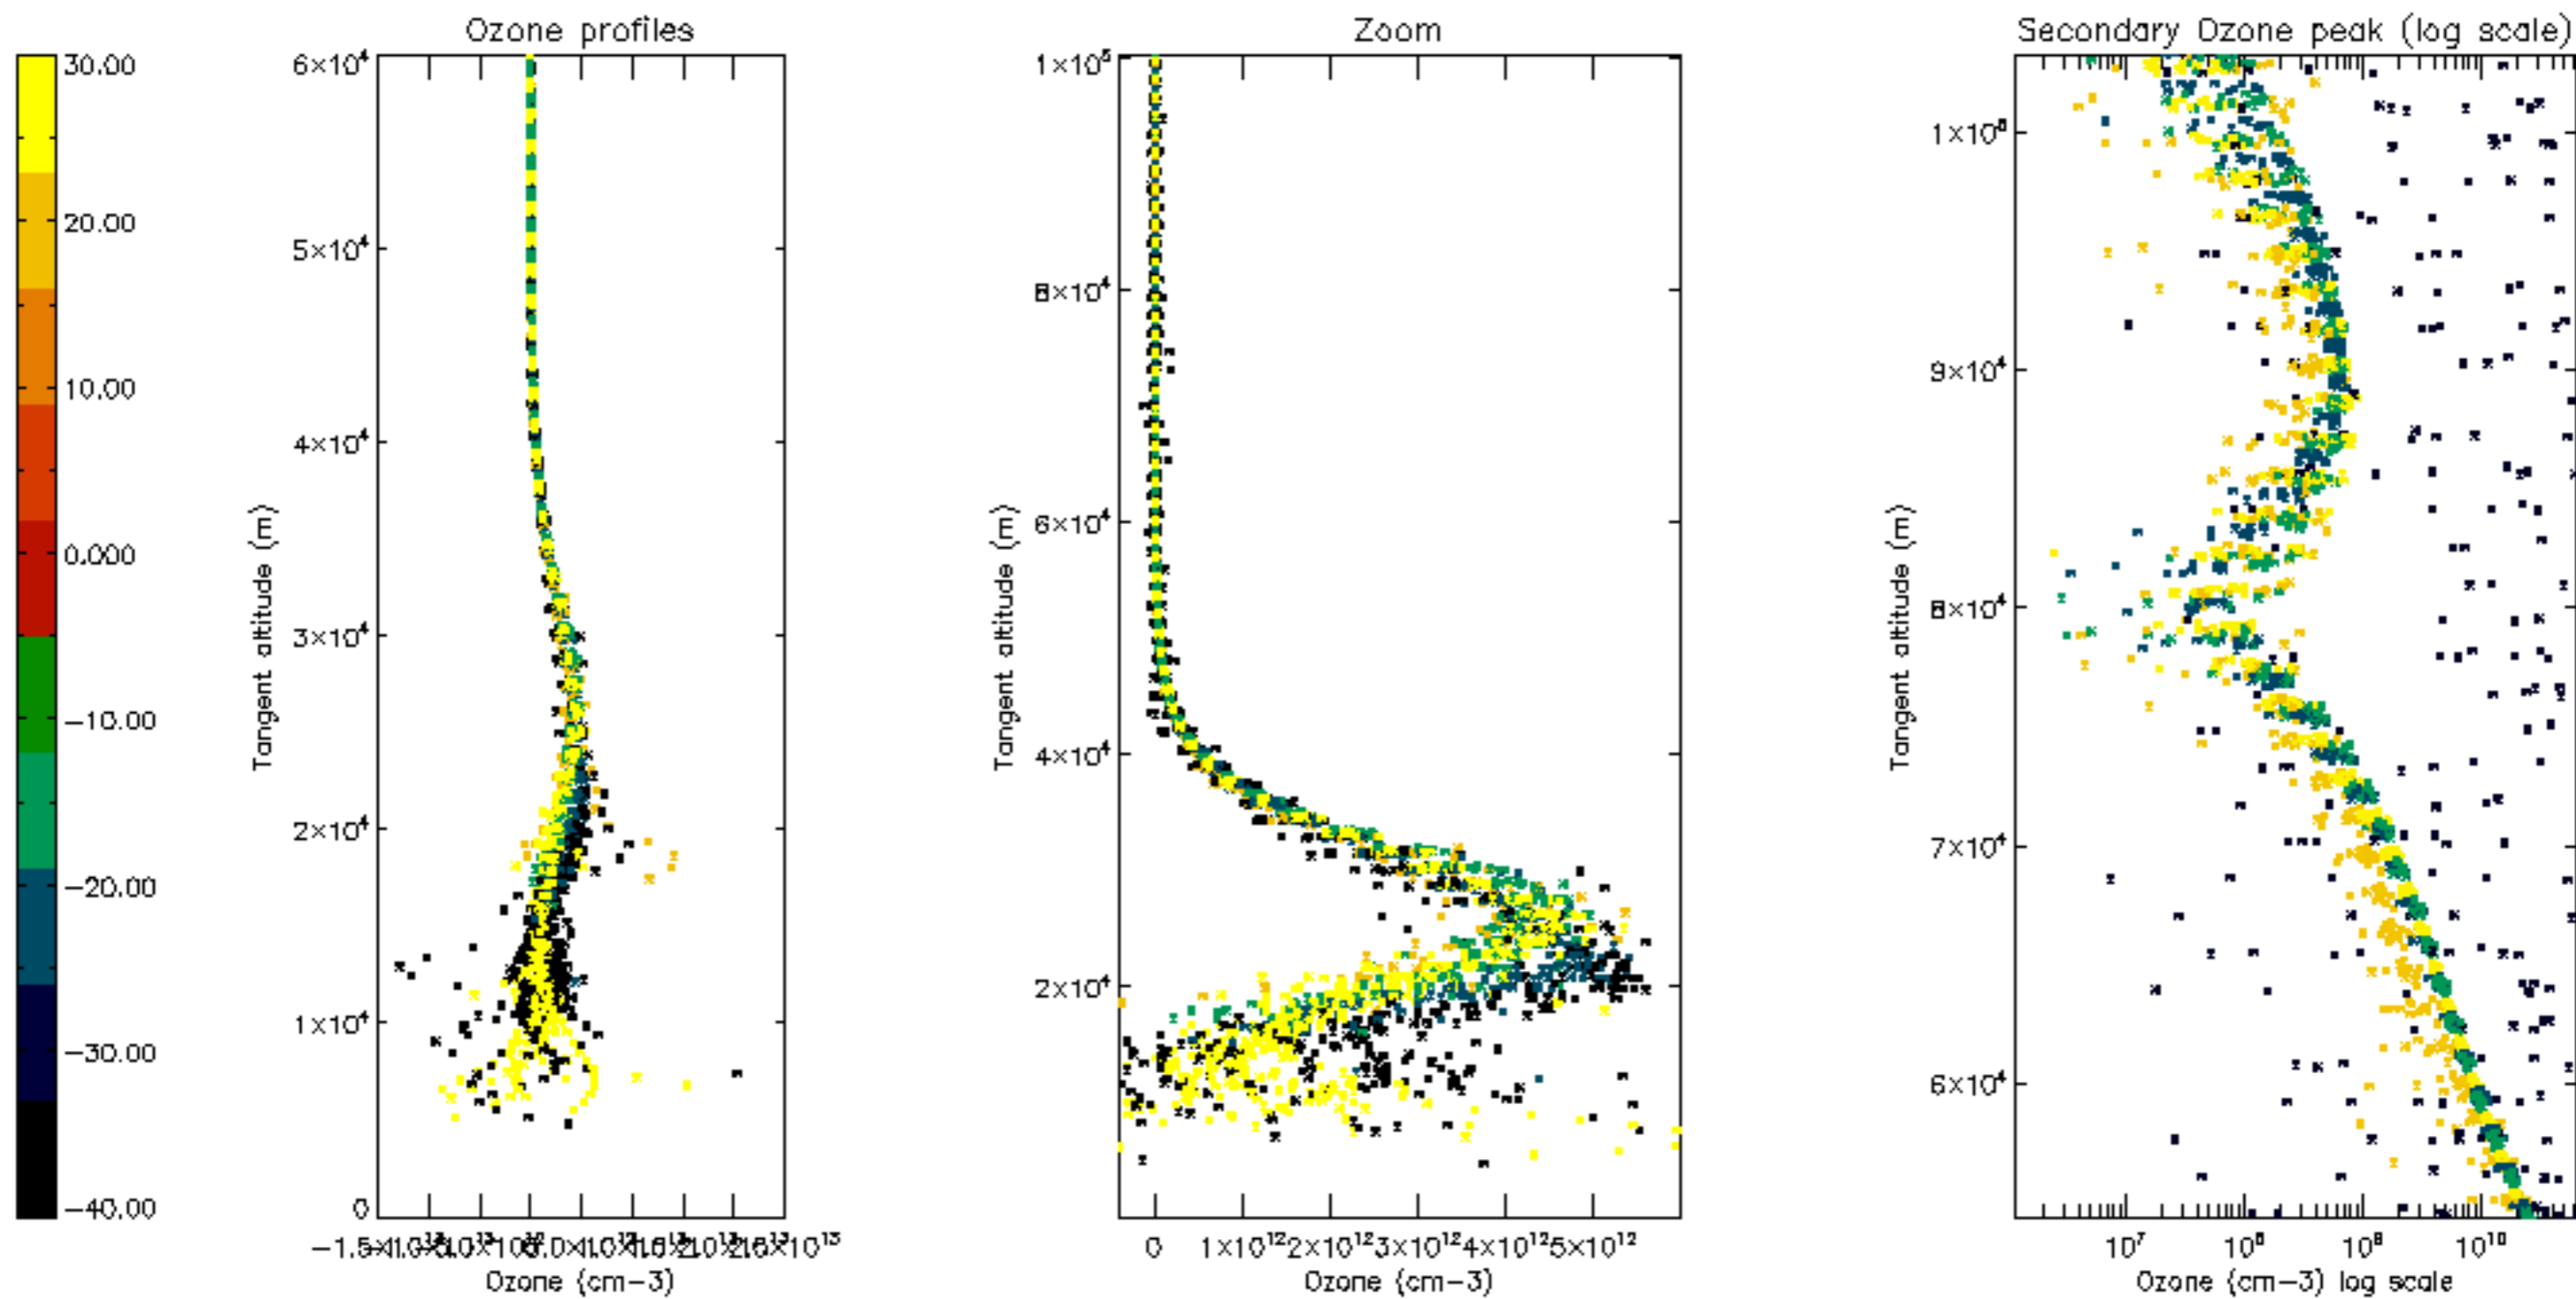 Ozone profiles
Zoom
Secondary Ozone peak (log scale)
30.00
20.00
10.00
0.000
-10.00
-20.00
-30.00
-40.00
6×10⁴
5×10⁴
4×10⁴
3×10⁴
2×10⁴
1×10⁴
0
Tangent altitude (m)
Ozone (cm-3)
1×10⁵
8×10⁴
6×10⁴
4×10⁴
2×10⁴
Tangent altitude (m)
0 1×10¹² 2×10¹² 3×10¹² 4×10¹² 5×10¹²
Ozone (cm-3)
9×10⁴
8×10⁴
7×10⁴
6×10⁴
Tangent altitude (m)
10⁷ 10⁸ 10⁹ 10¹⁰
Ozone (cm-3) log scale